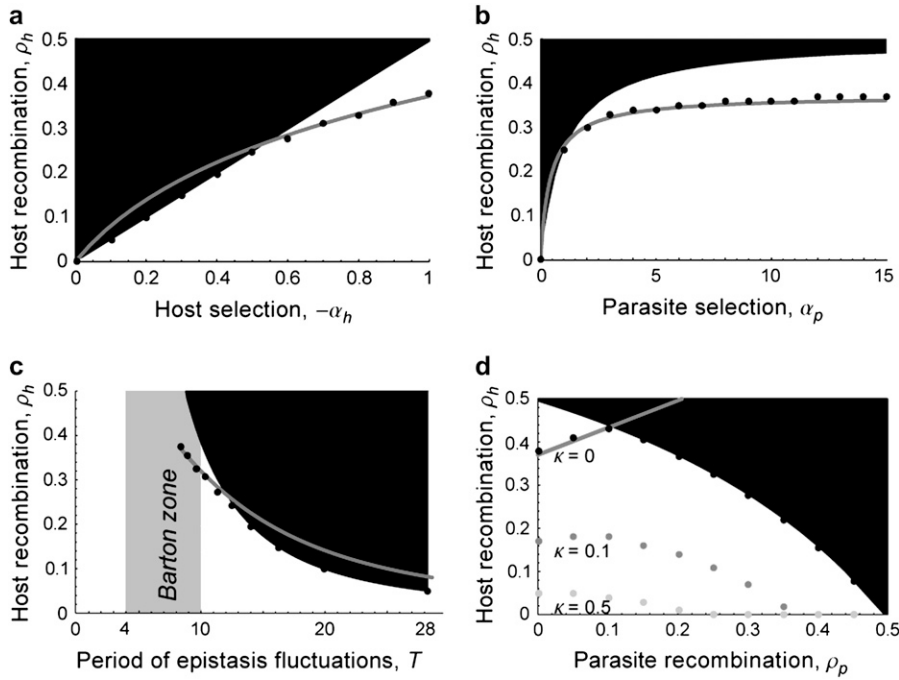 a
0.5
0.4
0.3
0.2
0.1
0
Host recombination, ρh
0 0.2 0.4 0.6 0.8 1
Host selection, −αh
b
0.5
0.4
0.3
0.2
0.1
0
Host recombination, ρh
0 5 10 15
Parasite selection, αp
c
0.5
0.4
0.3
0.2
0.1
0
Host recombination, ρh
Barton zone
0 4 10 20 28
Period of epistasis fluctuations, T
d
0.5
0.4
0.3
0.2
0.1
0
Host recombination, ρh
κ = 0
κ = 0.1
κ = 0.5
0 0.1 0.2 0.3 0.4 0.5
Parasite recombination, ρp